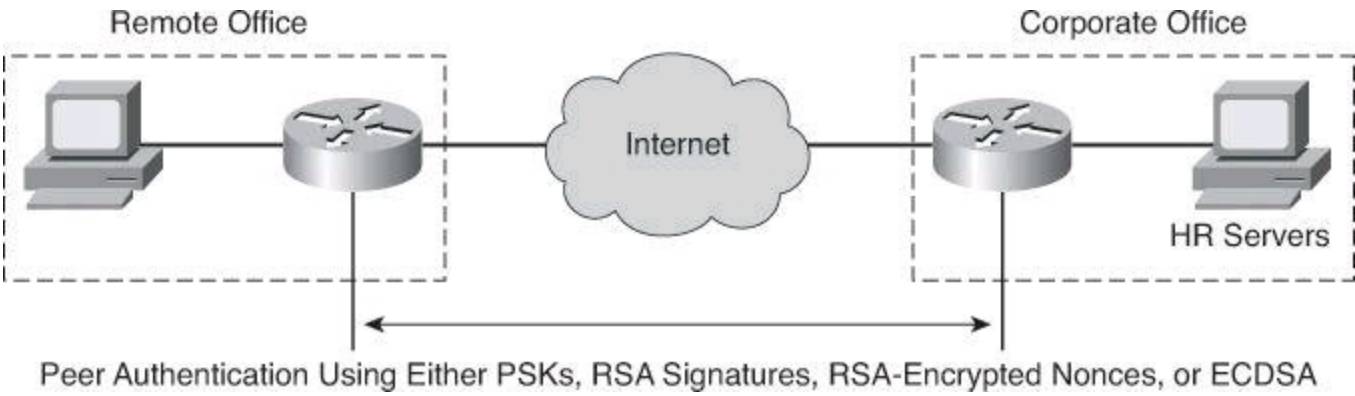 Remote Office
Corporate Office
Internet
HR Servers
Peer Authentication Using Either PSKs, RSA Signatures, RSA-Encrypted Nonces, or ECDSA